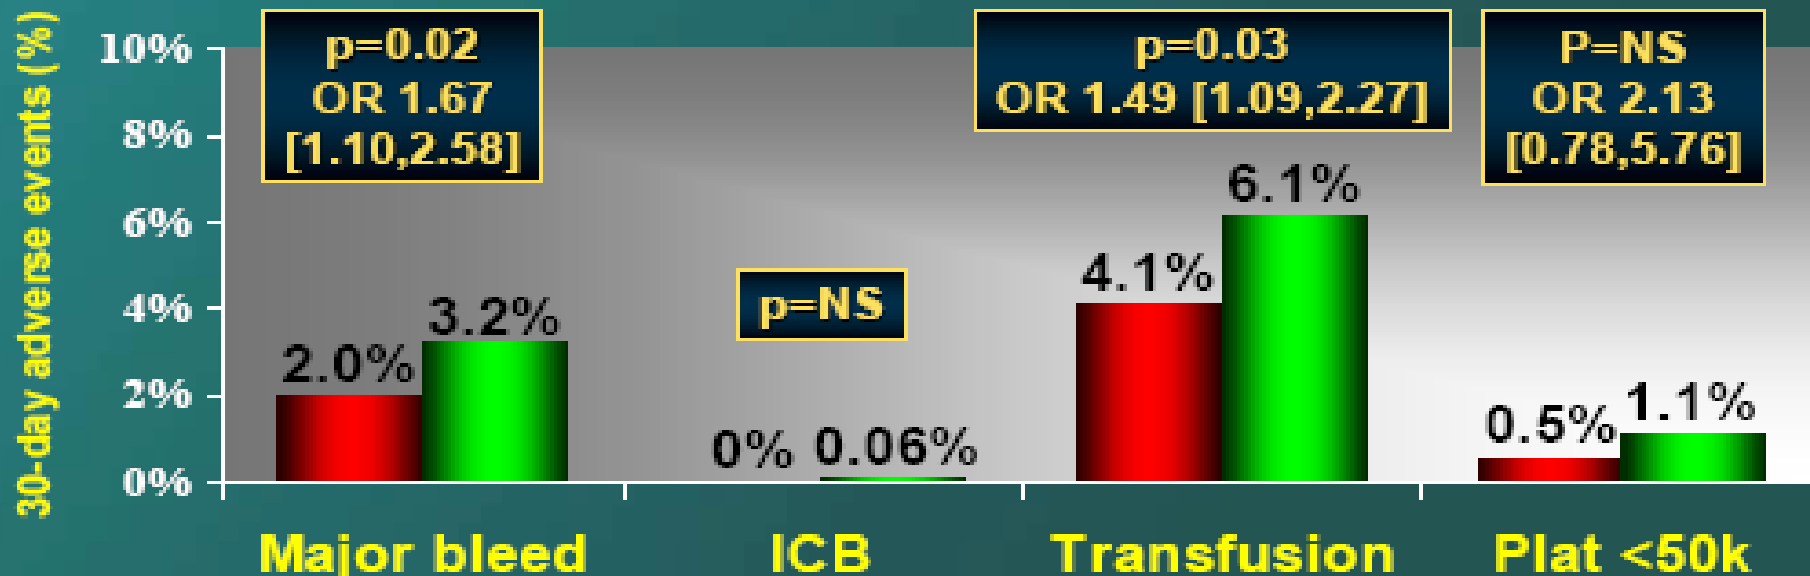 30-day adverse events (%)
10%
8%
6%
4%
2%
0%
p=0.02
OR 1.67
[1.10,2.58]
p=NS
p=0.03
OR 1.49 [1.09,2.27]
P=NS
OR 2.13
[0.78,5.76]
2.0%
3.2%
0%
0.06%
4.1%
6.1%
0.5%
1.1%
Major bleed
ICB
Transfusion
Plat <50k